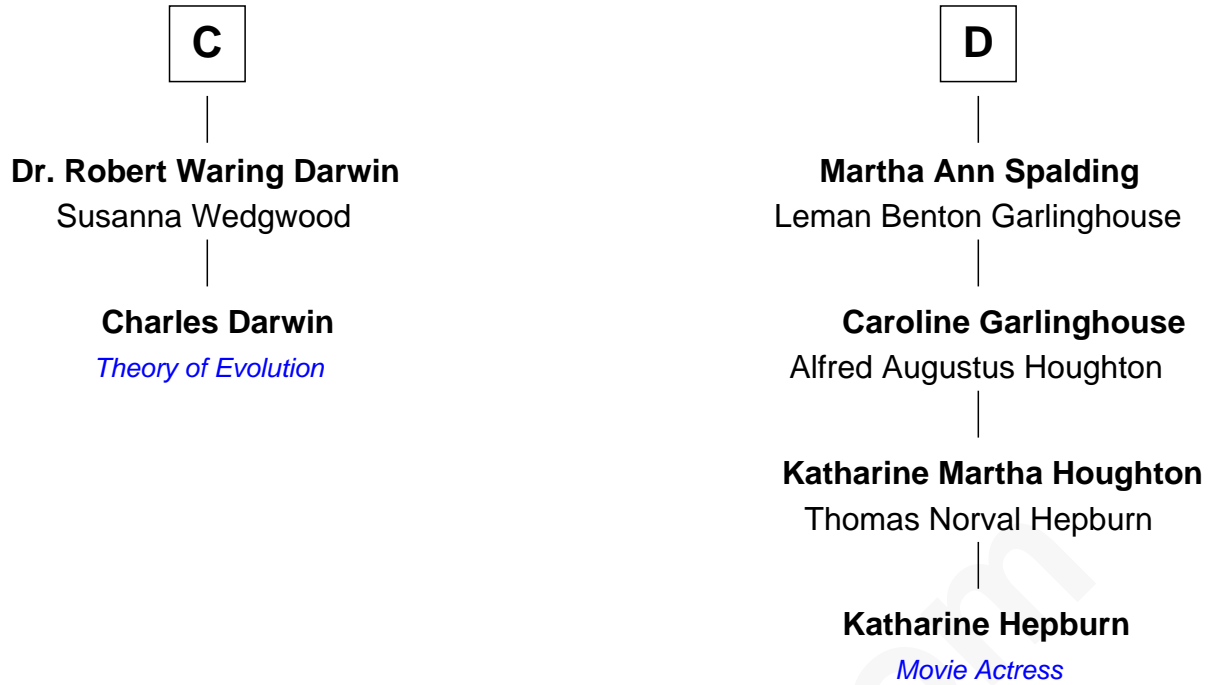 C
Dr. Robert Waring Darwin
Susanna Wedgwood
Charles Darwin
Theory of Evolution
D
Martha Ann Spalding
Leman Benton Garlinghouse
Caroline Garlinghouse
Alfred Augustus Houghton
Katharine Martha Houghton
Thomas Norval Hepburn
Katharine Hepburn
Movie Actress